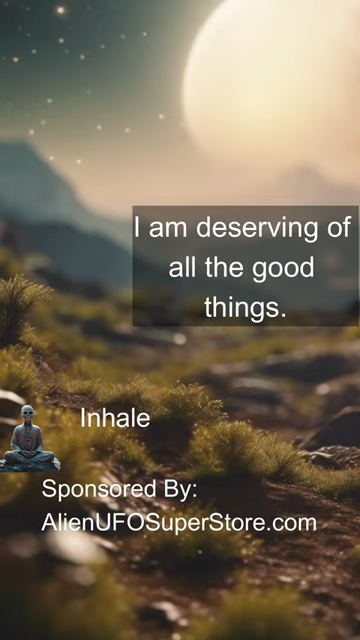 I am deserving of
all the good
things.
Inhale
Sponsored By:
AlienUFOSuperStore.com